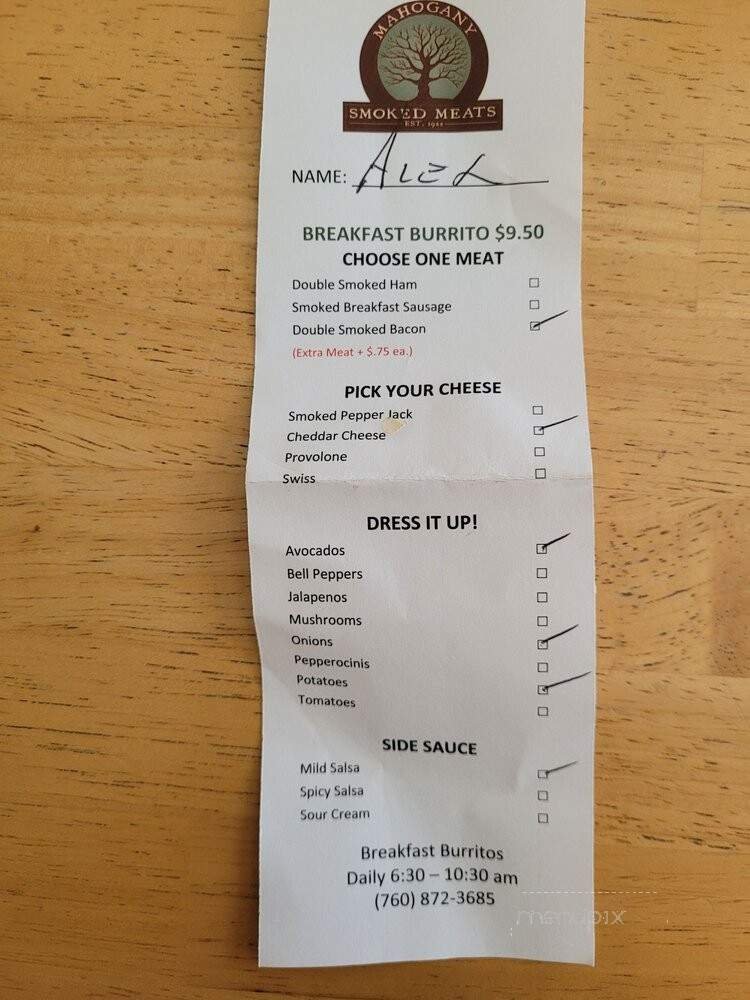 MAHOGANY
SMOKED MEATS
EST. 1922
NAME: ALEX
BREAKFAST BURRITO $9.50
CHOOSE ONE MEAT
Double Smoked Ham
Smoked Breakfast Sausage
Double Smoked Bacon
(Extra Meat + $.75 ea.)
PICK YOUR CHEESE
Smoked Pepper Jack
Cheddar Cheese
Provolone
Swiss
DRESS IT UP!
Avocados
Bell Peppers
Jalapenos
Mushrooms
Onions
Pepperocinis
Potatoes
Tomatoes
SIDE SAUCE
Mild Salsa
Spicy Salsa
Sour Cream
Breakfast Burritos
Daily 6:30 – 10:30 am
(760) 872-3685
menupix